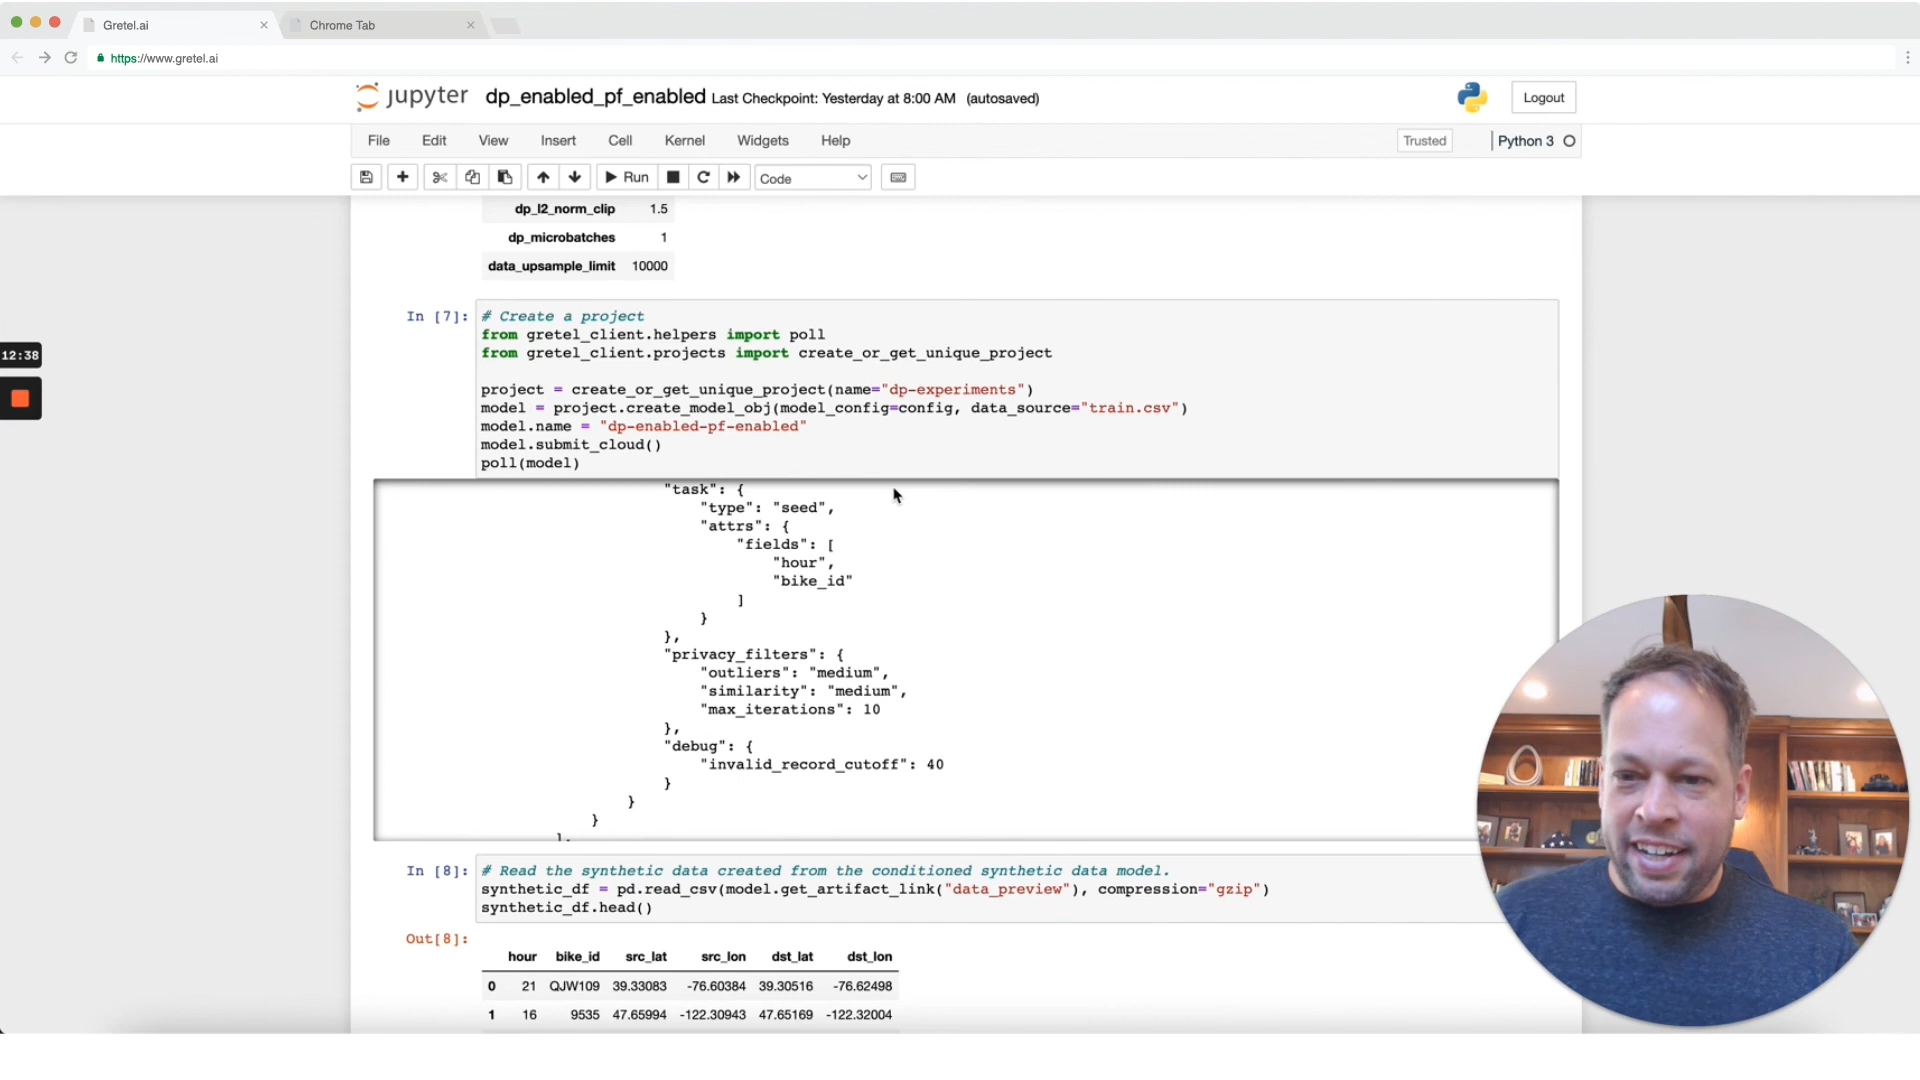 Gretel.ai
Chrome Tab
https://www.gretel.ai
jupyter dp_enabled_pf_enabled Last Checkpoint: Yesterday at 8:00 AM (autosaved)
Logout
File Edit View Insert Cell Kernel Widgets Help
Trusted Python 3
Run Code
dp_l2_norm_clip 1.5
dp_microbatches 1
data_upsample_limit 10000
12:38
In [7]: # Create a project
from gretel_client.helpers import poll
from gretel_client.projects import create_or_get_unique_project
project = create_or_get_unique_project(name="dp-experiments")
model = project.create_model_obj(model_config=config, data_source="train.csv")
model.name = "dp-enabled-pf-enabled"
model.submit_cloud()
poll(model)
"task": {
"type": "seed",
"attrs": {
"fields": [
"hour",
"bike_id"
]
}
},
"privacy_filters": {
"outliers": "medium",
"similarity": "medium",
"max_iterations": 10
},
"debug": {
"invalid_record_cutoff": 40
}
}
}
],
In [8]: # Read the synthetic data created from the conditioned synthetic data model.
synthetic_df = pd.read_csv(model.get_artifact_link("data_preview"), compression="gzip")
synthetic_df.head()
Out[8]:
hour bike_id src_lat src_lon dst_lat dst_lon
0 21 QJW109 39.33083 -76.60384 39.30516 -76.62498
1 16 9535 47.65994 -122.30943 47.65169 -122.32004